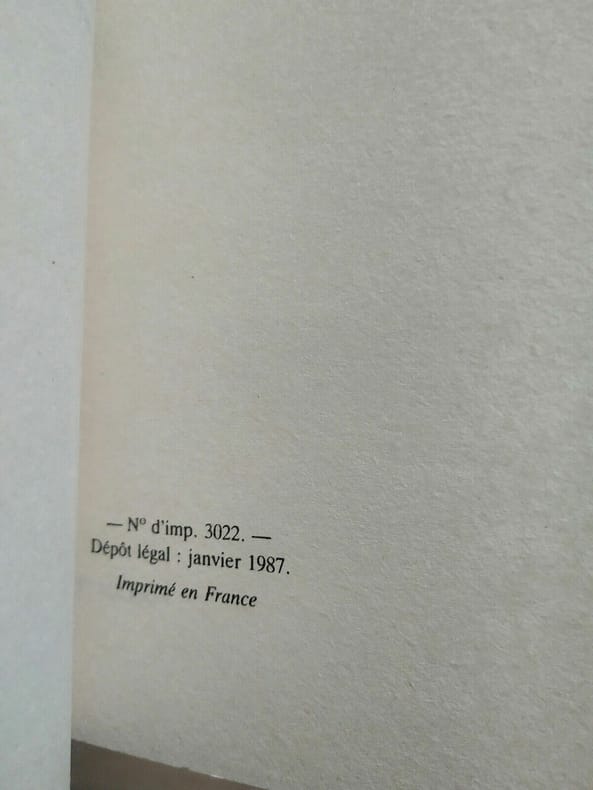 — Nº d'imp. 3022. —
Dépôt légal : janvier 1987.
Imprimé en France